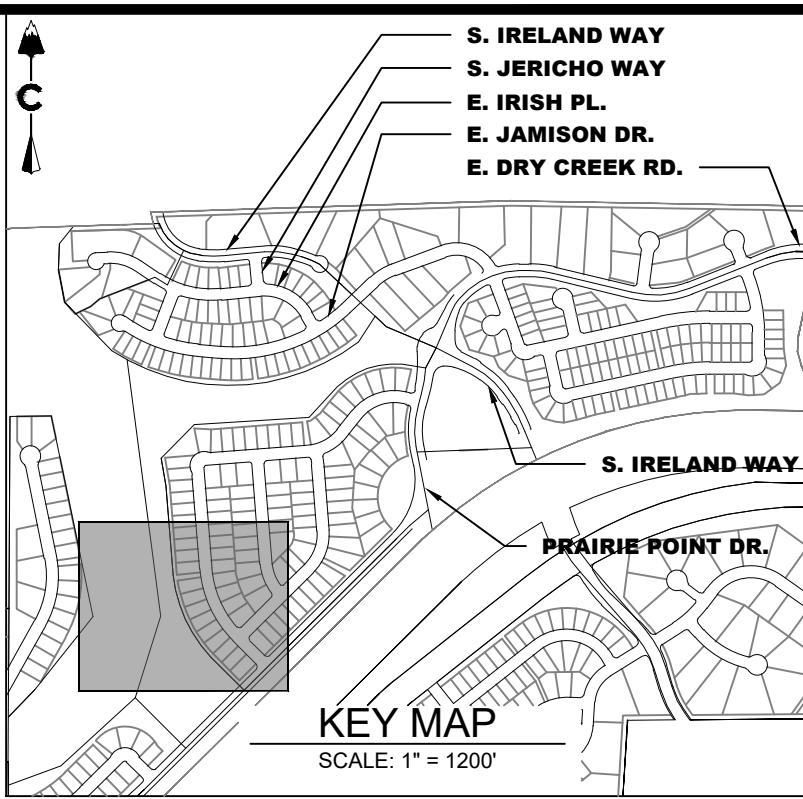 S. IRELAND WAY
S. JERICHO WAY
E. IRISH PL.
E. JAMISON DR.
E. DRY CREEK RD.
C
S. IRELAND WAY
PRAIRIE POINT DR.
KEY MAP
SCALE: 1" = 1200'